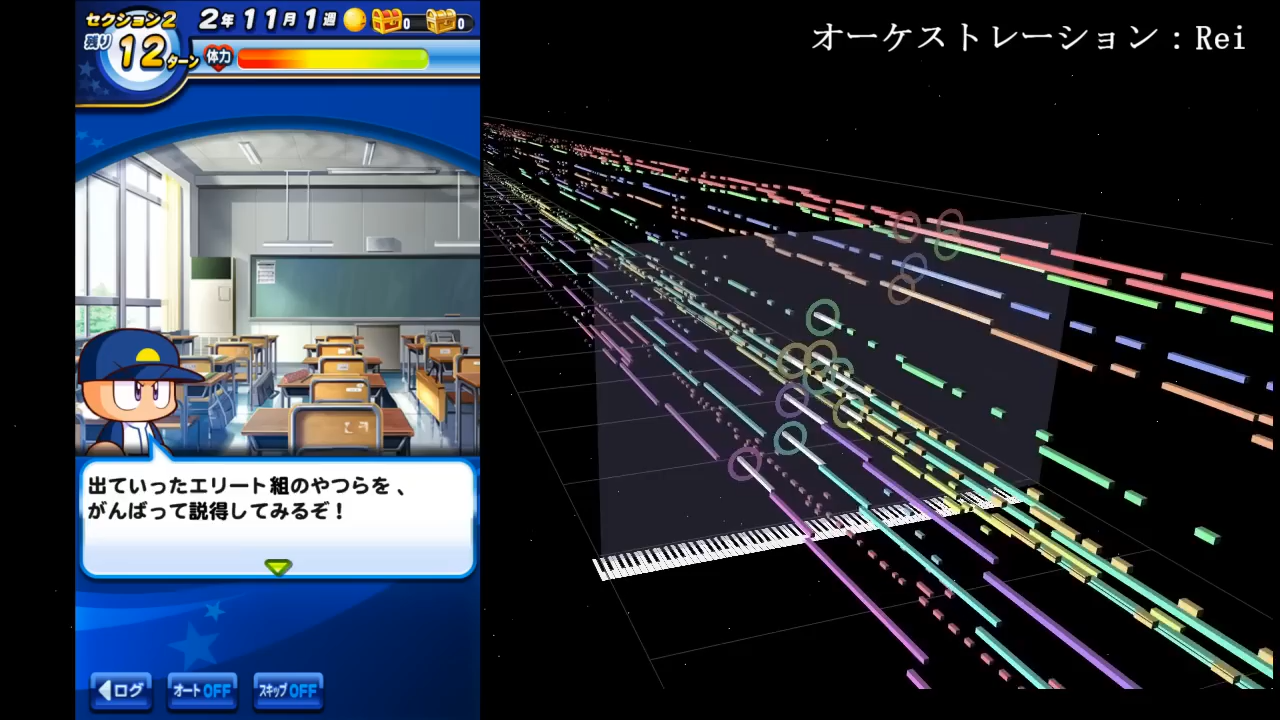 セクション2
残り12ターン
2年11月1週
0
0
体力
オーケストレーション：Rei
出ていったエリート組のやつらを、
がんばって説得してみるぞ！
ログ
オートOFF
スキップOFF